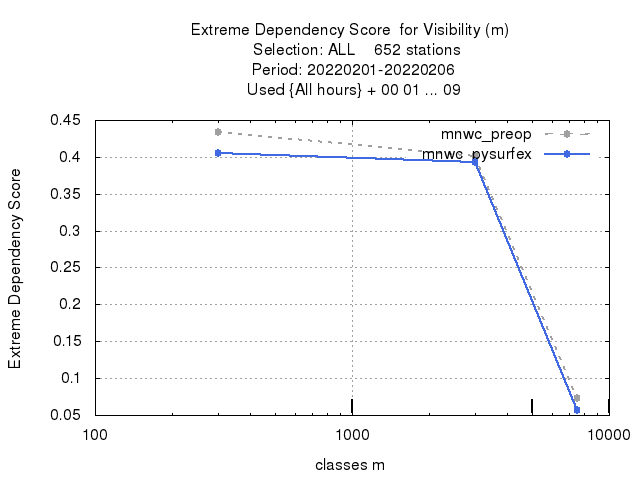 Extreme Dependency Score  for Visibility (m)
Selection: ALL    652 stations
Period: 20220201-20220206
Used {All hours} + 00 01 ... 09
mnwc_preop
mnwc_pysurfex
Extreme Dependency Score
0.45
0.4
0.35
0.3
0.25
0.2
0.15
0.1
0.05
100
1000
10000
classes m